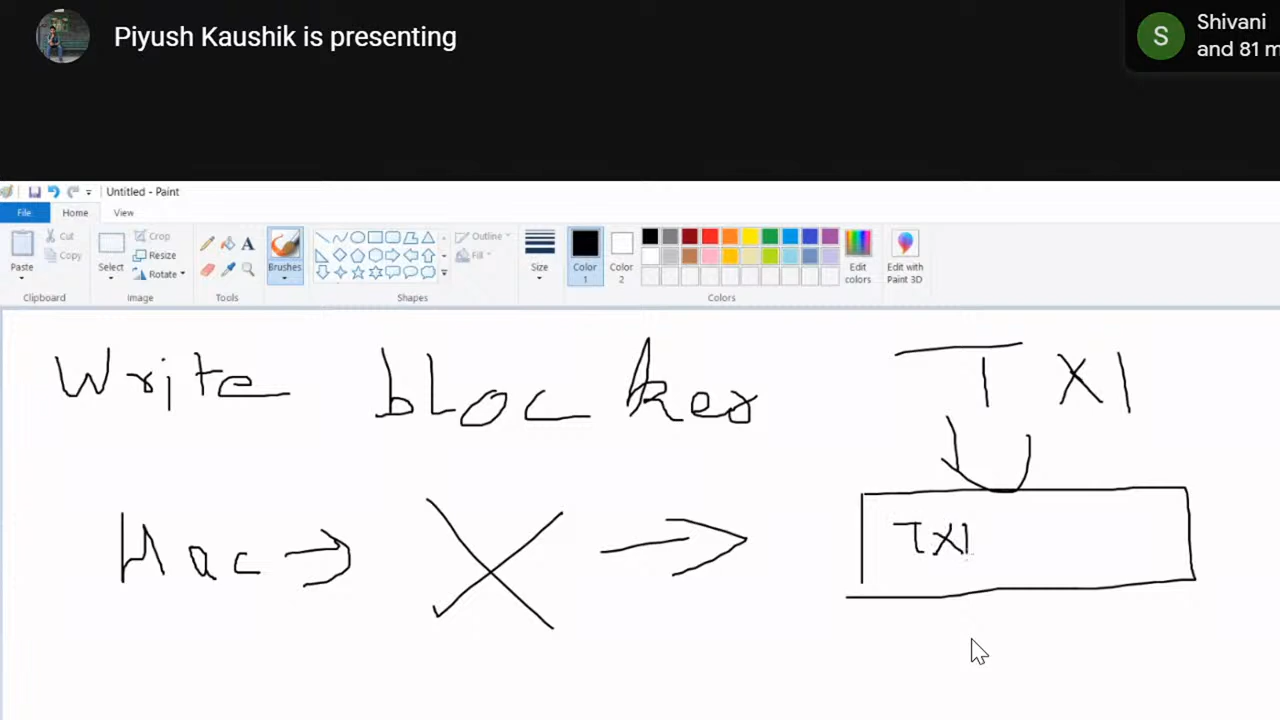 Piyush Kaushik is presenting
S
Shivani
and 81 m
Untitled - Paint
File Home View
Paste
Cut
Copy
Clipboard
Select
Crop
Resize
Rotate
Image
A
Tools
Brushes
Outline
Fill
Shapes
Size
Color 1
Color 2
Edit colors
Colors
Edit with Paint 3D
Write blocker T X1
Mac
TX1